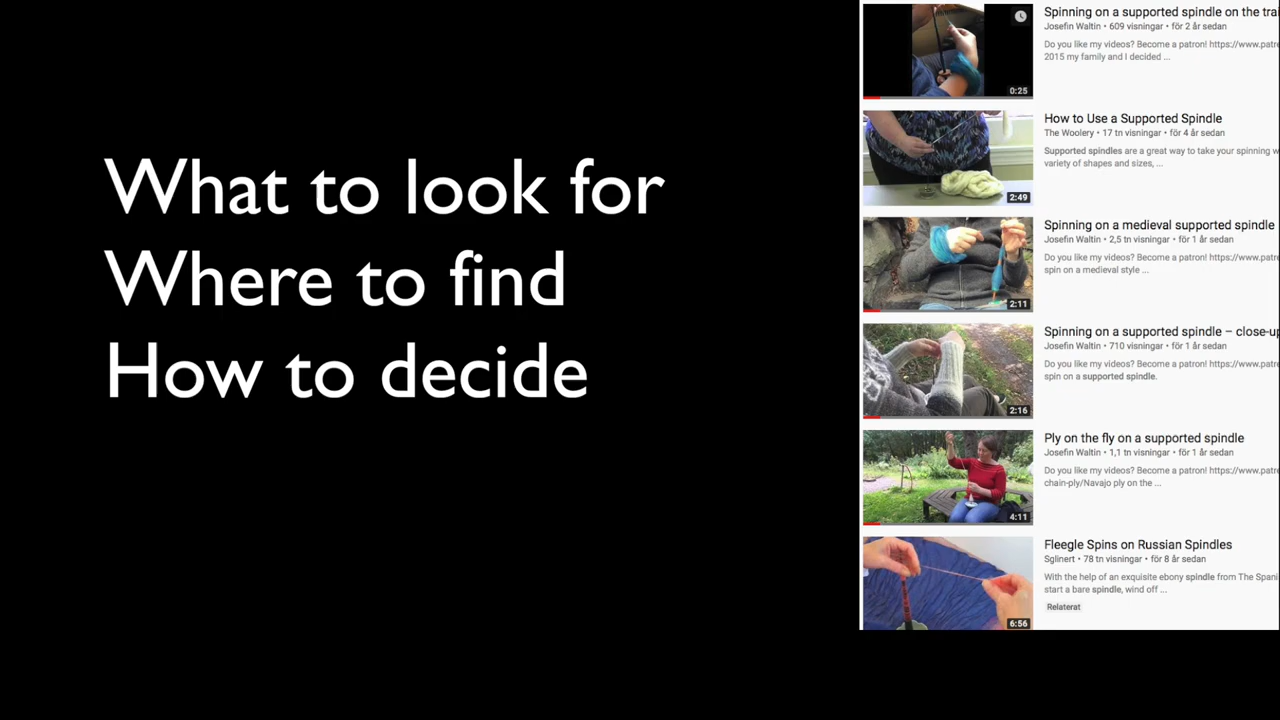 What to look for
Where to find
How to decide
Spinning on a supported spindle on the trai
Josefin Waltin • 609 visningar • för 2 år sedan
Do you like my videos? Become a patron! https://www.patre
2015 my family and I decided ...
0:25
How to Use a Supported Spindle
The Woolery • 17 tn visningar • för 4 år sedan
Supported spindles are a great way to take your spinning w
variety of shapes and sizes, ...
2:49
Spinning on a medieval supported spindle
Josefin Waltin • 2,5 tn visningar • för 1 år sedan
Do you like my videos? Become a patron! https://www.patre
spin on a medieval style ...
2:11
Spinning on a supported spindle – close-up
Josefin Waltin • 710 visningar • för 1 år sedan
Do you like my videos? Become a patron! https://www.patre
spin on a supported spindle.
2:16
Ply on the fly on a supported spindle
Josefin Waltin • 1,1 tn visningar • för 1 år sedan
Do you like my videos? Become a patron! https://www.patre
chain-ply/Navajo ply on the ...
4:11
Fleegle Spins on Russian Spindles
Sglinert • 78 tn visningar • för 8 år sedan
With the help of an exquisite ebony spindle from The Spani
start a bare spindle, wind off ...
Relaterat
6:56